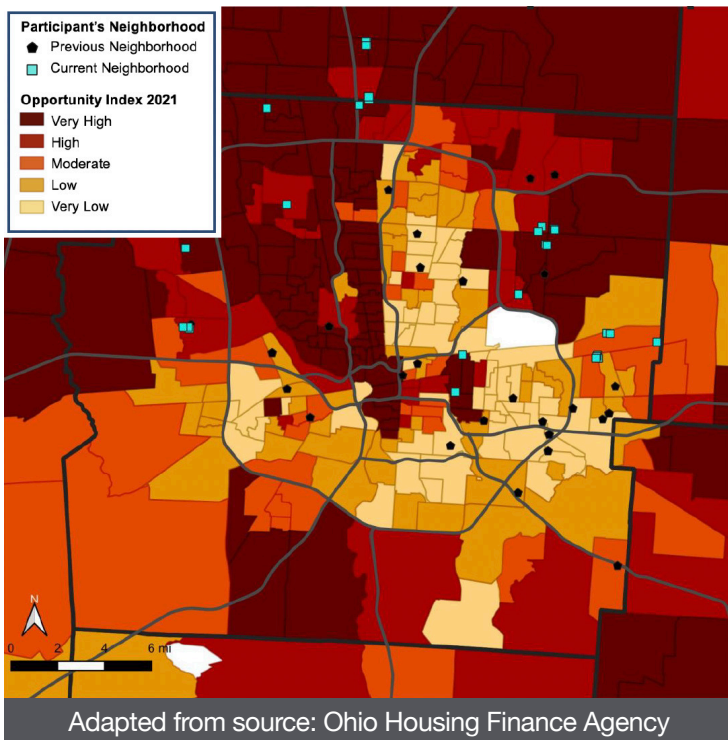 Participant's Neighborhood
Previous Neighborhood
Current Neighborhood
Opportunity Index 2021
Very High
High
Moderate
Low
Very Low
N
0 2 4 6 mi
Adapted from source: Ohio Housing Finance Agency